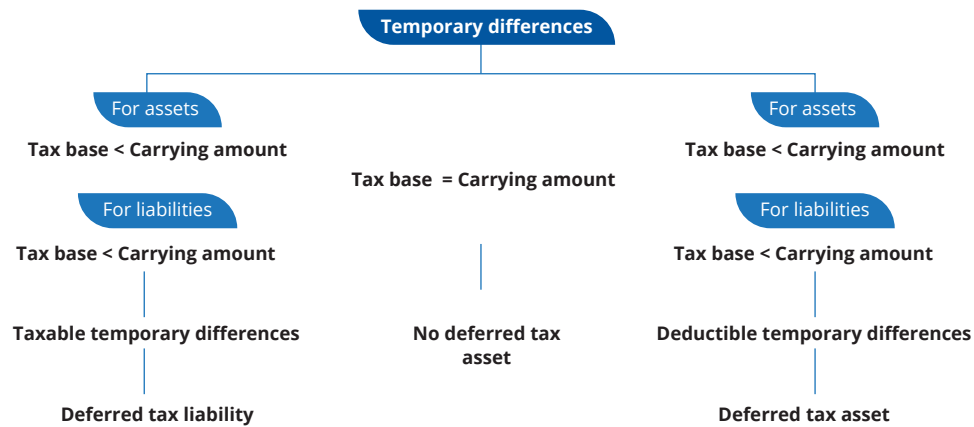 Temporary differences
For assets
Tax base < Carrying amount
For liabilities
Tax base < Carrying amount
Taxable temporary differences
Deferred tax liability
Tax base = Carrying amount
No deferred tax
asset
For assets
Tax base < Carrying amount
For liabilities
Tax base < Carrying amount
Deductible temporary differences
Deferred tax asset